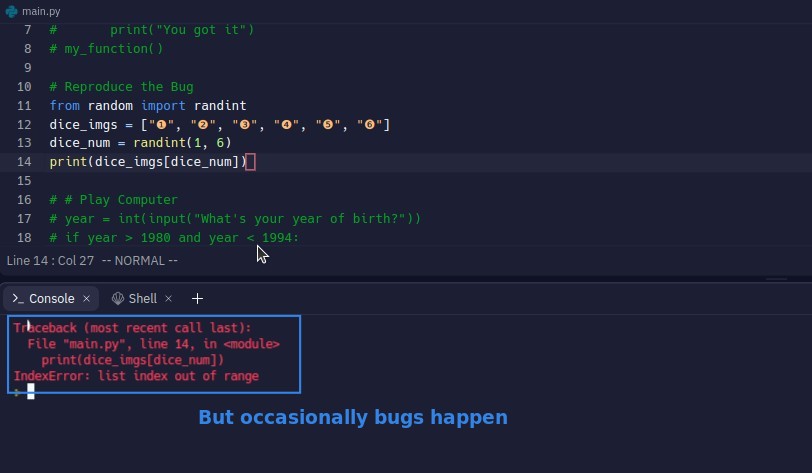 main.py
7 #       print("You got it")
8 # my_function()
9
10 # Reproduce the Bug
11 from random import randint
12 dice_imgs = ["❶", "❷", "❸", "❹", "❺", "❻"]
13 dice_num = randint(1, 6)
14 print(dice_imgs[dice_num])
15
16 # # Play Computer
17 # year = int(input("What's your year of birth?"))
18 # if year > 1980 and year < 1994:
Line 14 : Col 27 -- NORMAL --
>_ Console × Shell × +
Traceback (most recent call last):
  File "main.py", line 14, in <module>
    print(dice_imgs[dice_num])
IndexError: list index out of range
But occasionally bugs happen